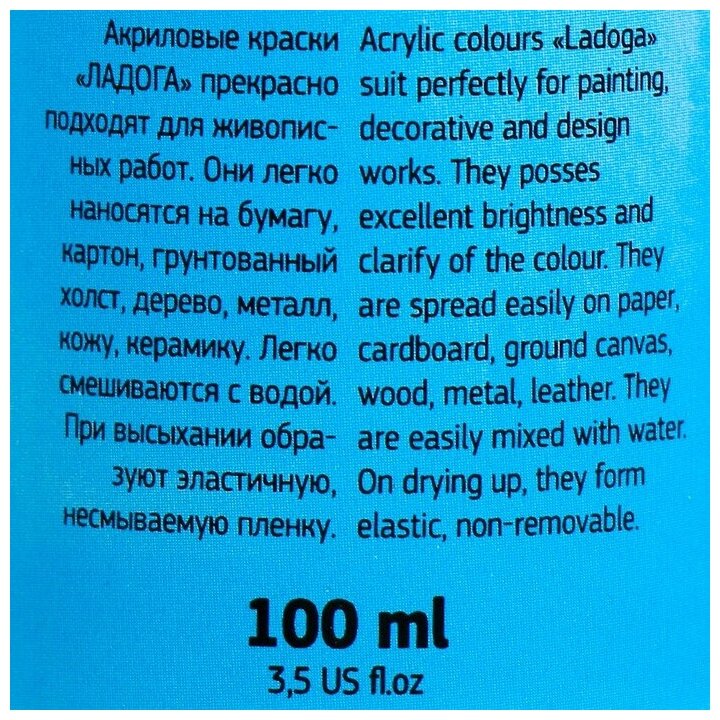 Акриловые краски
«ЛАДОГА» прекрасно
подходят для живопис-
ных работ. Они легко
наносятся на бумагу,
картон, грунтованный
холст, дерево, металл,
кожу, керамику. Легко
смешиваются с водой.
При высыхании обра-
зуют эластичную,
несмываемую пленку.
Acrylic colours «Ladoga»
suit perfectly for painting,
decorative and design
works. They posses
excellent brightness and
clarify of the colour. They
are spread easily on paper,
cardboard, ground canvas,
wood, metal, leather. They
are easily mixed with water.
On drying up, they form
elastic, non-removable.
100 ml
3,5 US fl.oz